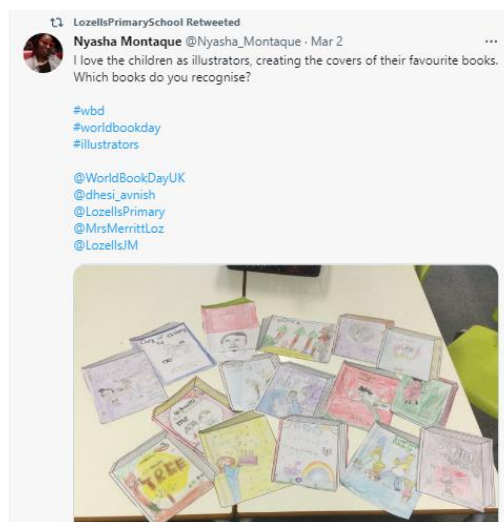 LozellsPrimarySchool Retweeted
Nyasha Montaque @Nyasha_Montaque · Mar 2
I love the children as illustrators, creating the covers of their favourite books.
Which books do you recognise?
#wbd
#worldbookday
#illustrators
@WorldBookDayUK
@dhesi_avnish
@LozellsPrimary
@MrsMerrittLoz
@LozellsJM
TREE